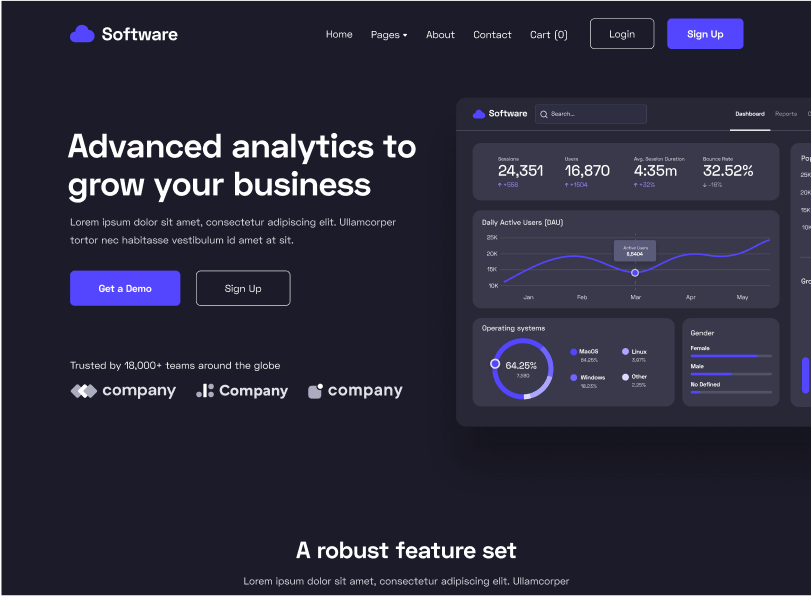 Software
Home Pages About Contact Cart (0) Login Sign Up
Advanced analytics to
grow your business
Lorem ipsum dolor sit amet, consectetur adipiscing elit. Ullamcorper
tortor nec habitasse vestibulum id amet at sit.
Get a Demo Sign Up
Trusted by 18,000+ teams around the globe
company Company company
Software Search... Dashboard Reports
Sessions Users Avg. Session Duration Bounce Rate
24,351 16,870 4:35m 32.52%
+558 +1504 +32% -16%
Daily Active Users (DAU)
25K
20K
15K
10K
Active Users
8,5404
Jan Feb Mar Apr May
Operating systems
64.25%
7,580
MacOS
64.25%
Linux
3.97%
Windows
18.23%
Other
2.25%
Gender
Female
Male
No Defined
25K
20K
15K
10K
A robust feature set
Lorem ipsum dolor sit amet, consectetur adipiscing elit. Ullamcorper